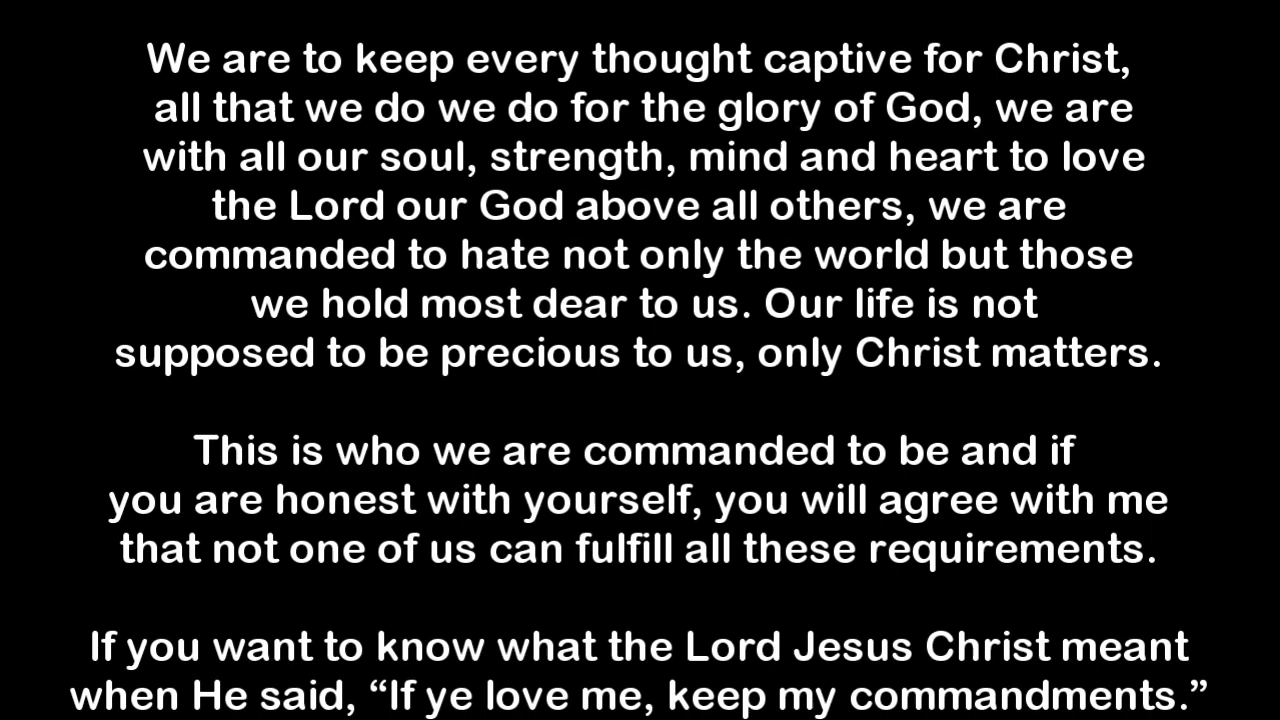 We are to keep every thought captive for Christ,
all that we do we do for the glory of God, we are
with all our soul, strength, mind and heart to love
the Lord our God above all others, we are
commanded to hate not only the world but those
we hold most dear to us. Our life is not
supposed to be precious to us, only Christ matters.
This is who we are commanded to be and if
you are honest with yourself, you will agree with me
that not one of us can fulfill all these requirements.
If you want to know what the Lord Jesus Christ meant
when He said, “If ye love me, keep my commandments.”